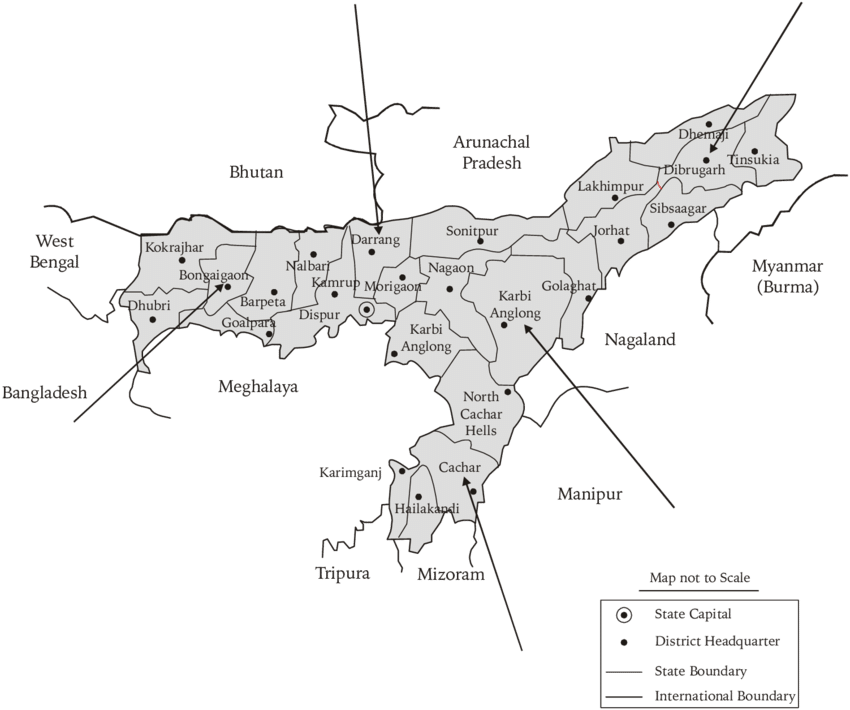 Arunachal
Pradesh
Bhutan
Dhemaji
Dibrugarh
Tinsukia
Lakhimpur
Sibsaagar
West
Bengal
Kokrajhar
Darrang
Sonitpur
Jorhat
Bongaigaon
Nalbari
Kamrup
Morigaon
Nagaon
Golaghat
Myanmar
(Burma)
Dhubri
Barpeta
Goalpara
Dispur
Karbi
Anglong
Karbi
Anglong
Nagaland
Bangladesh
Meghalaya
North
Cachar
Hells
Karimganj
Cachar
Hailakandi
Manipur
Tripura
Mizoram
Map not to Scale
State Capital
District Headquarter
State Boundary
International Boundary